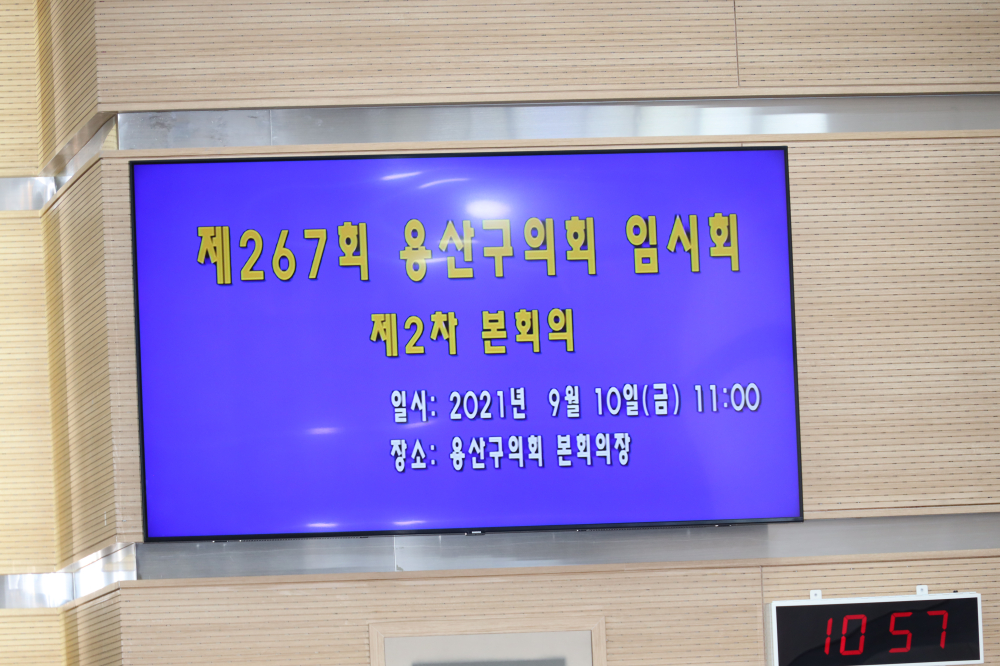 제267회 용산구의회 임시회
제2차 본회의
일시: 2021년 9월 10일(금) 11:00
장소: 용산구의회 본회의장
10 57